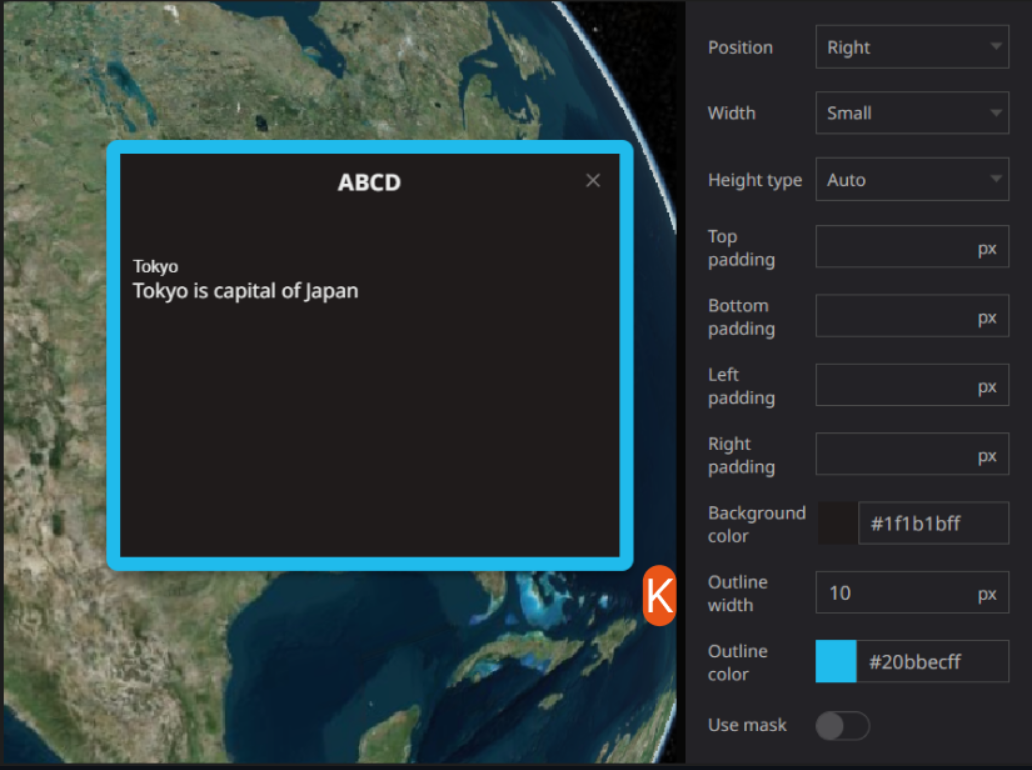 ABCD
Tokyo
Tokyo is capital of Japan
K
Position Right
Width Small
Height type Auto
Top
padding px
Bottom
padding px
Left
padding px
Right
padding px
Background
color #1f1b1bff
Outline
width 10 px
Outline
color #20bbecff
Use mask